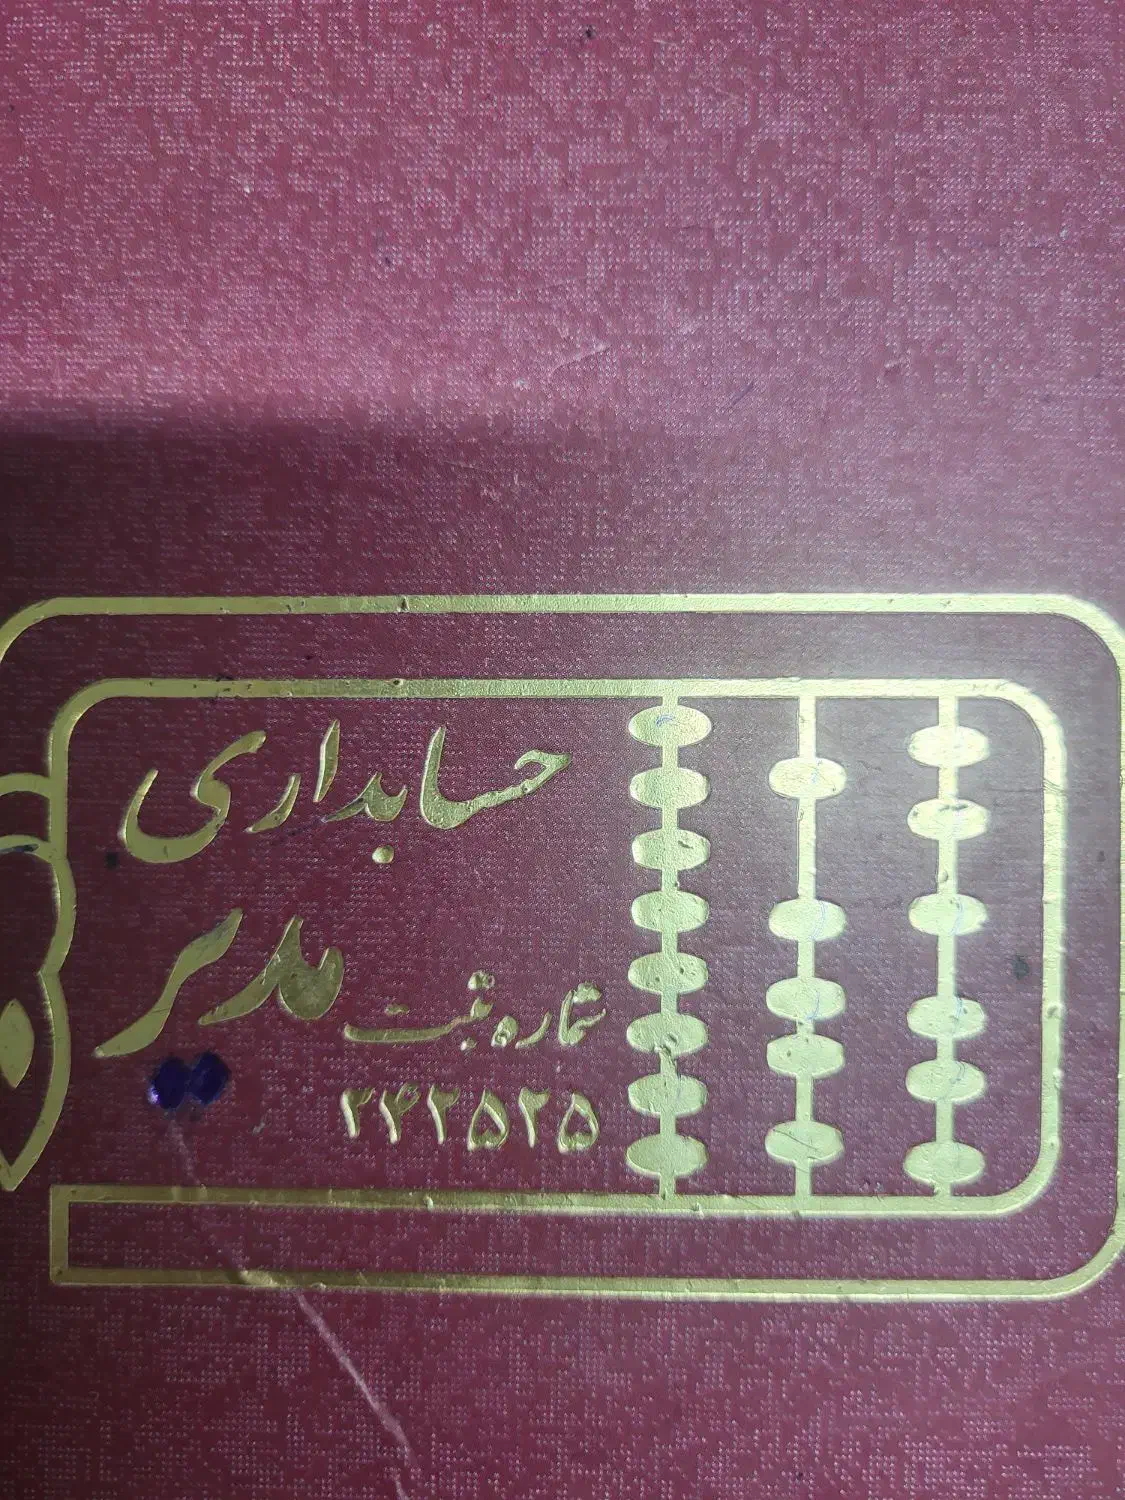 حسابداری
مدیر
شماره ثبت
۲۴۲۵۲۵